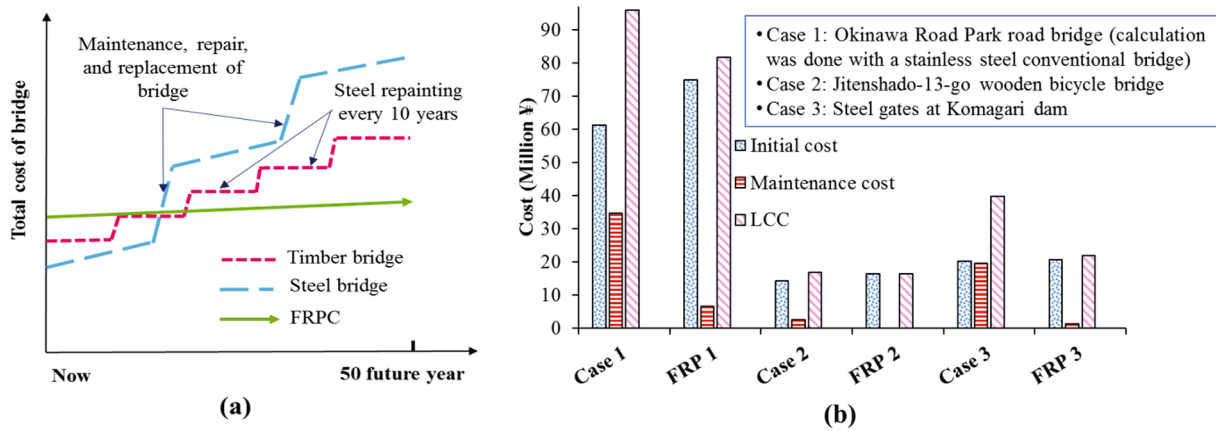 Total cost of bridge
Maintenance, repair,
and replacement of
bridge
Steel repainting
every 10 years
Timber bridge
Steel bridge
FRPC
Now
50 future year
(a)
Cost (Million ¥)
100
90
80
70
60
50
40
30
20
10
0
• Case 1: Okinawa Road Park road bridge (calculation
was done with a stainless steel conventional bridge)
• Case 2: Jitenshado-13-go wooden bicycle bridge
• Case 3: Steel gates at Komagari dam
Initial cost
Maintenance cost
LCC
Case 1
FRP 1
Case 2
FRP 2
Case 3
FRP 3
(b)